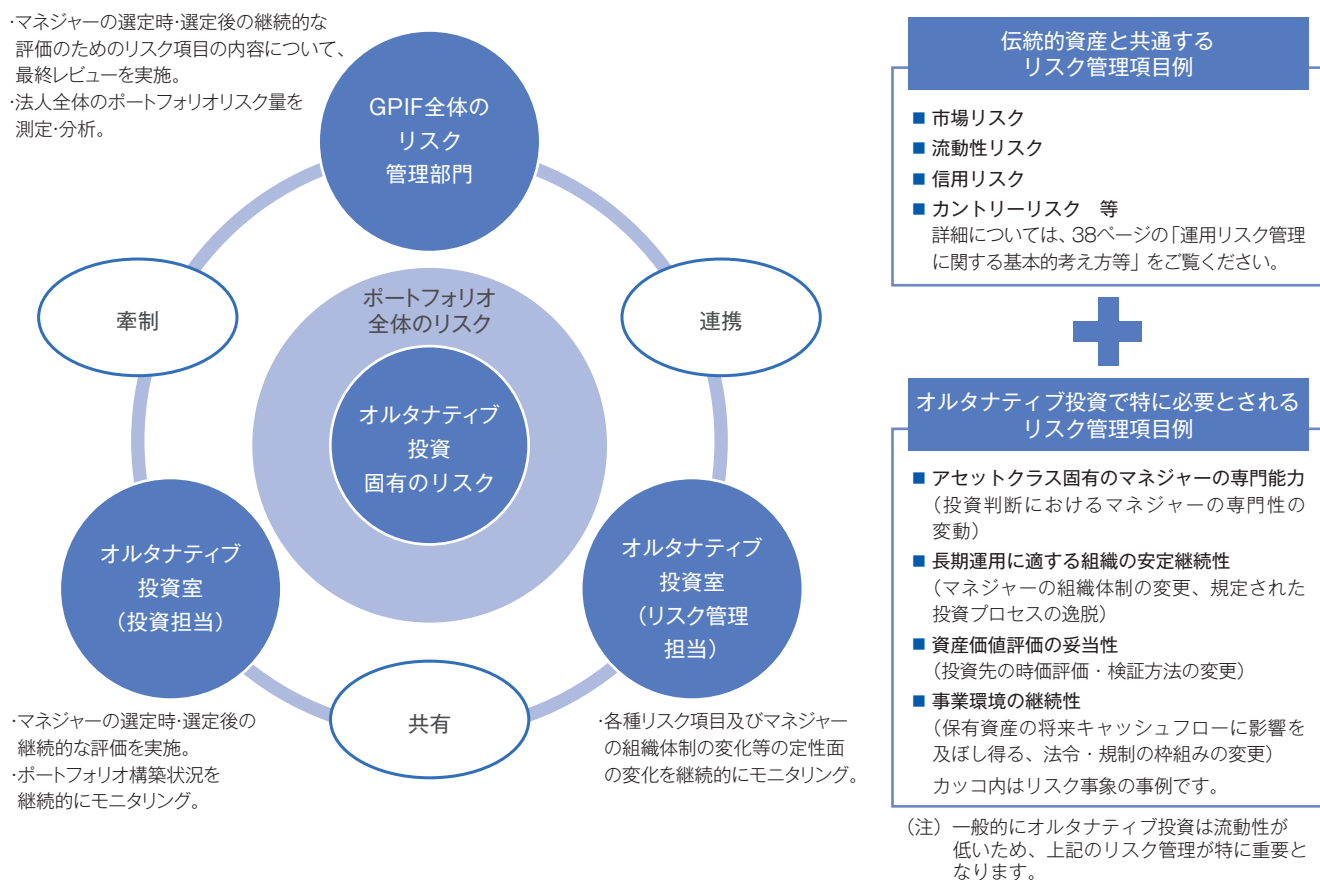 ･マネジャーの選定時･選定後の継続的な
評価のためのリスク項目の内容について、
最終レビューを実施。
･法人全体のポートフォリオリスク量を
測定･分析。
GPIF全体の
リスク
管理部門
牽制
連携
ポートフォリオ
全体のリスク
オルタナティブ
投資
固有のリスク
オルタナティブ
投資室
（投資担当）
オルタナティブ
投資室
（リスク管理
担当）
共有
･マネジャーの選定時･選定後の
継続的な評価を実施。
･ポートフォリオ構築状況を
継続的にモニタリング。
･各種リスク項目及びマネジャー
の組織体制の変化等の定性面
の変化を継続的にモニタリング。
伝統的資産と共通する
リスク管理項目例
■ 市場リスク
■ 流動性リスク
■ 信用リスク
■ カントリーリスク　等
詳細については、38ページの「運用リスク管理
に関する基本的考え方等」をご覧ください。
オルタナティブ投資で特に必要とされる
リスク管理項目例
■ アセットクラス固有のマネジャーの専門能力
（投資判断におけるマネジャーの専門性の
変動）
■ 長期運用に適する組織の安定継続性
（マネジャーの組織体制の変更、規定された
投資プロセスの逸脱）
■ 資産価値評価の妥当性
（投資先の時価評価・検証方法の変更）
■ 事業環境の継続性
（保有資産の将来キャッシュフローに影響を
及ぼし得る、法令・規制の枠組みの変更）
カッコ内はリスク事象の事例です。
（注）一般的にオルタナティブ投資は流動性が
低いため、上記のリスク管理が特に重要と
なります。